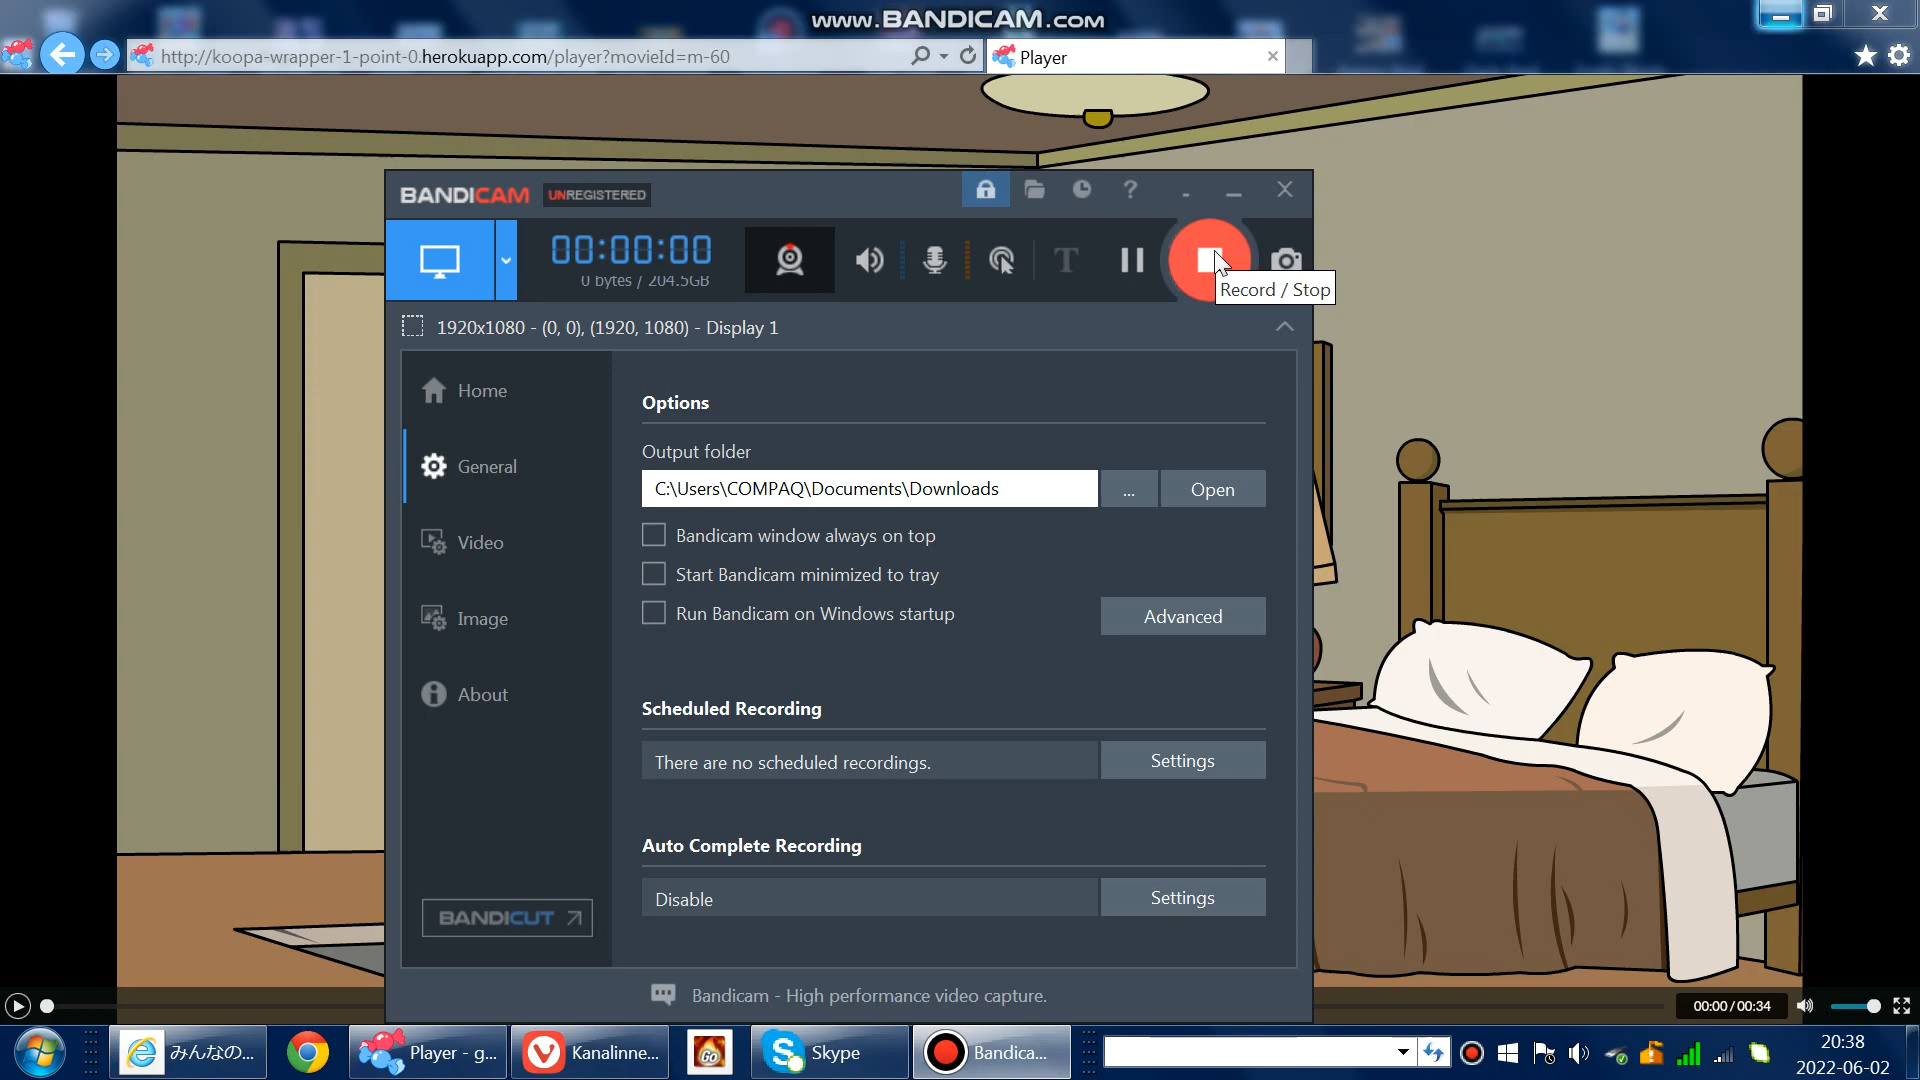 www.BANDICAM.com
http://koopa-wrapper-1-point-0.herokuapp.com/player?movieId=m-60
Player
BANDICAM UNREGISTERED
?
00:00:00
0 bytes / 204.5GB
T
Record / Stop
1920x1080 - (0, 0), (1920, 1080) - Display 1
Home
General
Video
Image
About
BANDICUT
Options
Output folder
C:\Users\COMPAQ\Documents\Downloads
...
Open
Bandicam window always on top
Start Bandicam minimized to tray
Run Bandicam on Windows startup
Advanced
Scheduled Recording
There are no scheduled recordings.
Settings
Auto Complete Recording
Disable
Settings
Bandicam - High performance video capture.
00:00 / 00:34
みんなの...
Player - g...
Kanalinne...
Go
Skype
Bandica...
20:38
2022-06-02